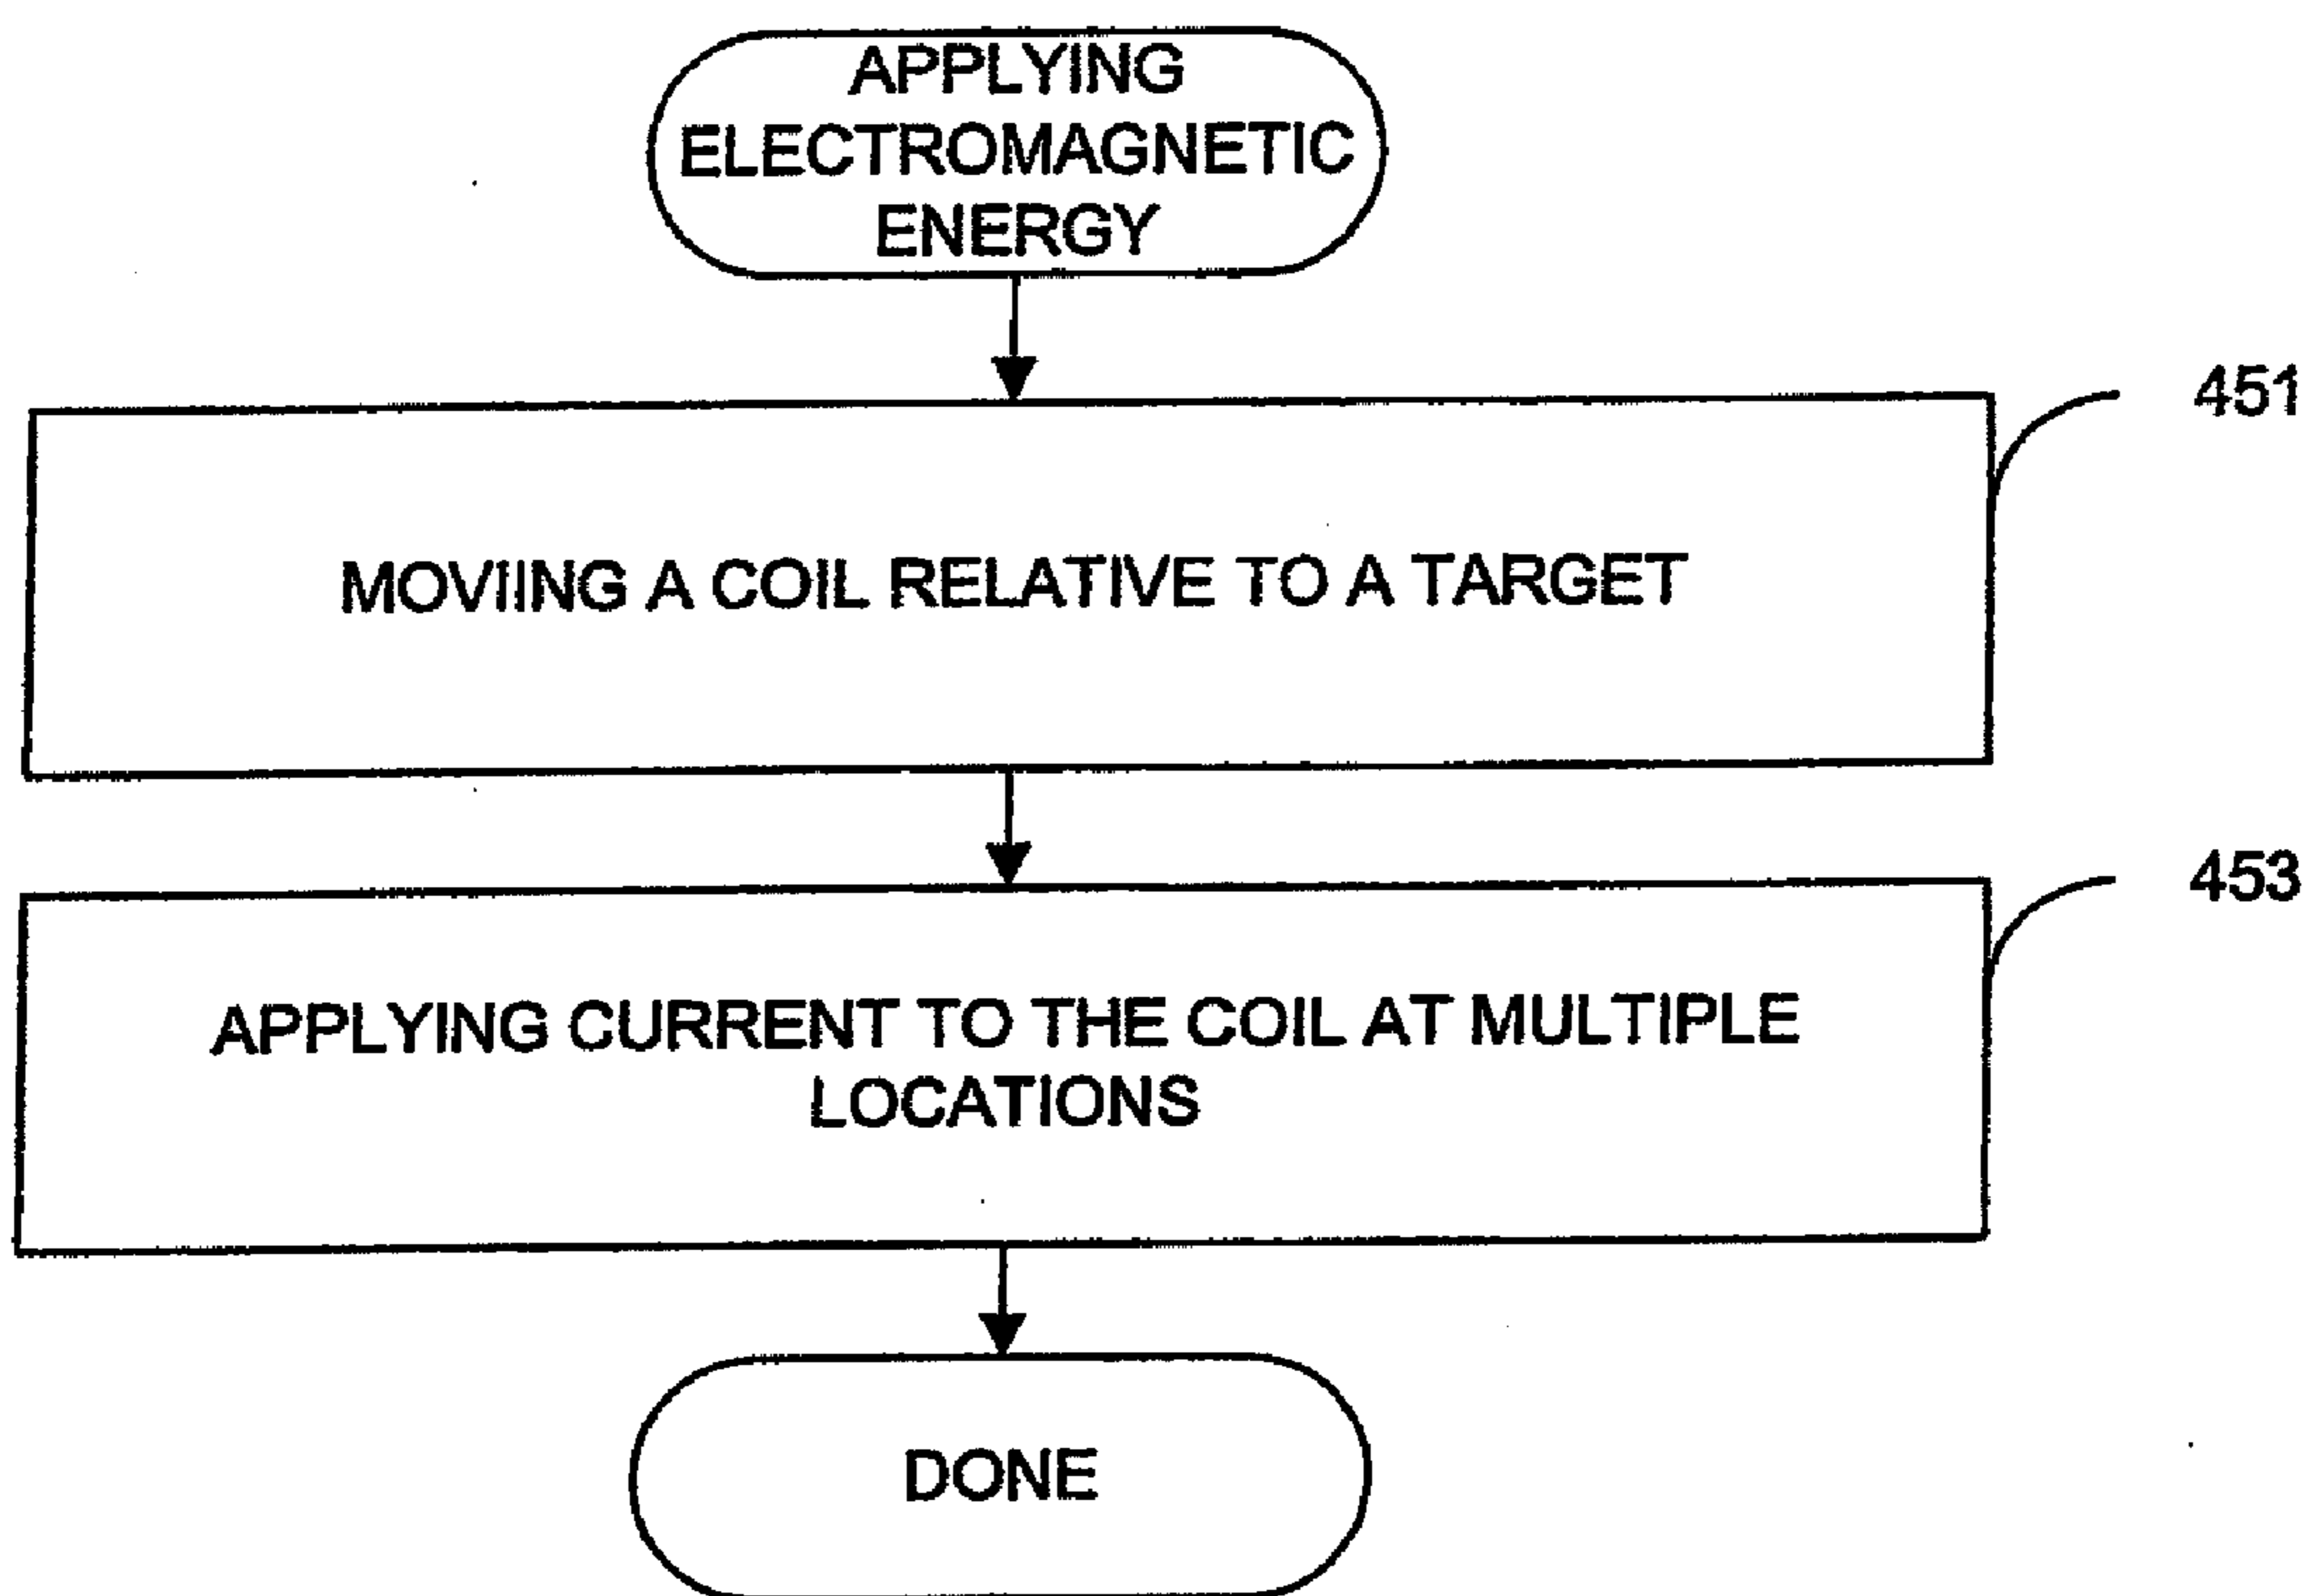 APPLYING
ELECTROMAGNETIC
ENERGY
451
MOVIING A COIL RELATIVE TO A TARGET
453
APPLYING CURRENT TO THE COIL AT MULTIPLE
LOCATIONS
DONE